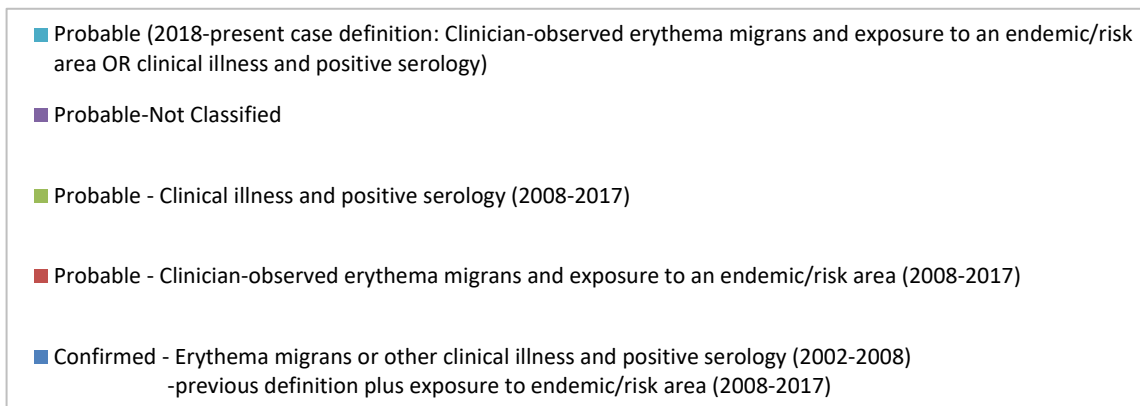 Probable (2018-present case definition: Clinician-observed erythema migrans and exposure to an endemic/risk
area OR clinical illness and positive serology)
Probable-Not Classified
Probable - Clinical illness and positive serology (2008-2017)
Probable - Clinician-observed erythema migrans and exposure to an endemic/risk area (2008-2017)
Confirmed - Erythema migrans or other clinical illness and positive serology (2002-2008)
-previous definition plus exposure to endemic/risk area (2008-2017)